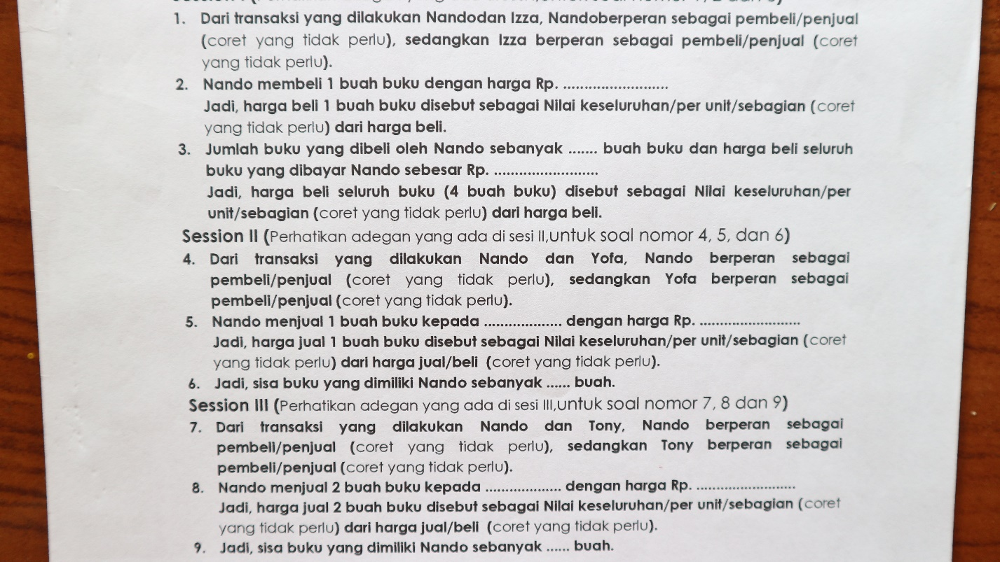 1. Dari transaksi yang dilakukan Nandodan Izza, Nandoberperan sebagai pembeli/penjual
(coret yang tidak perlu), sedangkan Izza berperan sebagai pembeli/penjual (coret
yang tidak perlu).
2. Nando membeli 1 buah buku dengan harga Rp. .........................
Jadi, harga beli 1 buah buku disebut sebagai Nilai keseluruhan/per unit/sebagian (coret
yang tidak perlu) dari harga beli.
3. Jumlah buku yang dibeli oleh Nando sebanyak ....... buah buku dan harga beli seluruh
buku yang dibayar Nando sebesar Rp. .........................
Jadi, harga beli seluruh buku (4 buah buku) disebut sebagai Nilai keseluruhan/per
unit/sebagian (coret yang tidak perlu) dari harga beli.
Session II (Perhatikan adegan yang ada di sesi II,untuk soal nomor 4, 5, dan 6)
4. Dari transaksi yang dilakukan Nando dan Yofa, Nando berperan sebagai
pembeli/penjual (coret yang tidak perlu), sedangkan Yofa berperan sebagai
pembeli/penjual (coret yang tidak perlu).
5. Nando menjual 1 buah buku kepada ................... dengan harga Rp. ........................
Jadi, harga jual 1 buah buku disebut sebagai Nilai keseluruhan/per unit/sebagian (coret
yang tidak perlu) dari harga jual/beli (coret yang tidak perlu).
6. Jadi, sisa buku yang dimiliki Nando sebanyak ...... buah.
Session III (Perhatikan adegan yang ada di sesi III,untuk soal nomor 7, 8 dan 9)
7. Dari transaksi yang dilakukan Nando dan Tony, Nando berperan sebagai
pembeli/penjual (coret yang tidak perlu), sedangkan Tony berperan sebagai
pembeli/penjual (coret yang tidak perlu).
8. Nando menjual 2 buah buku kepada ................... dengan harga Rp. ........................
Jadi, harga jual 2 buah buku disebut sebagai Nilai keseluruhan/per unit/sebagian (coret
yang tidak perlu) dari harga jual/beli (coret yang tidak perlu).
9. Jadi, sisa buku yang dimiliki Nando sebanyak ...... buah.